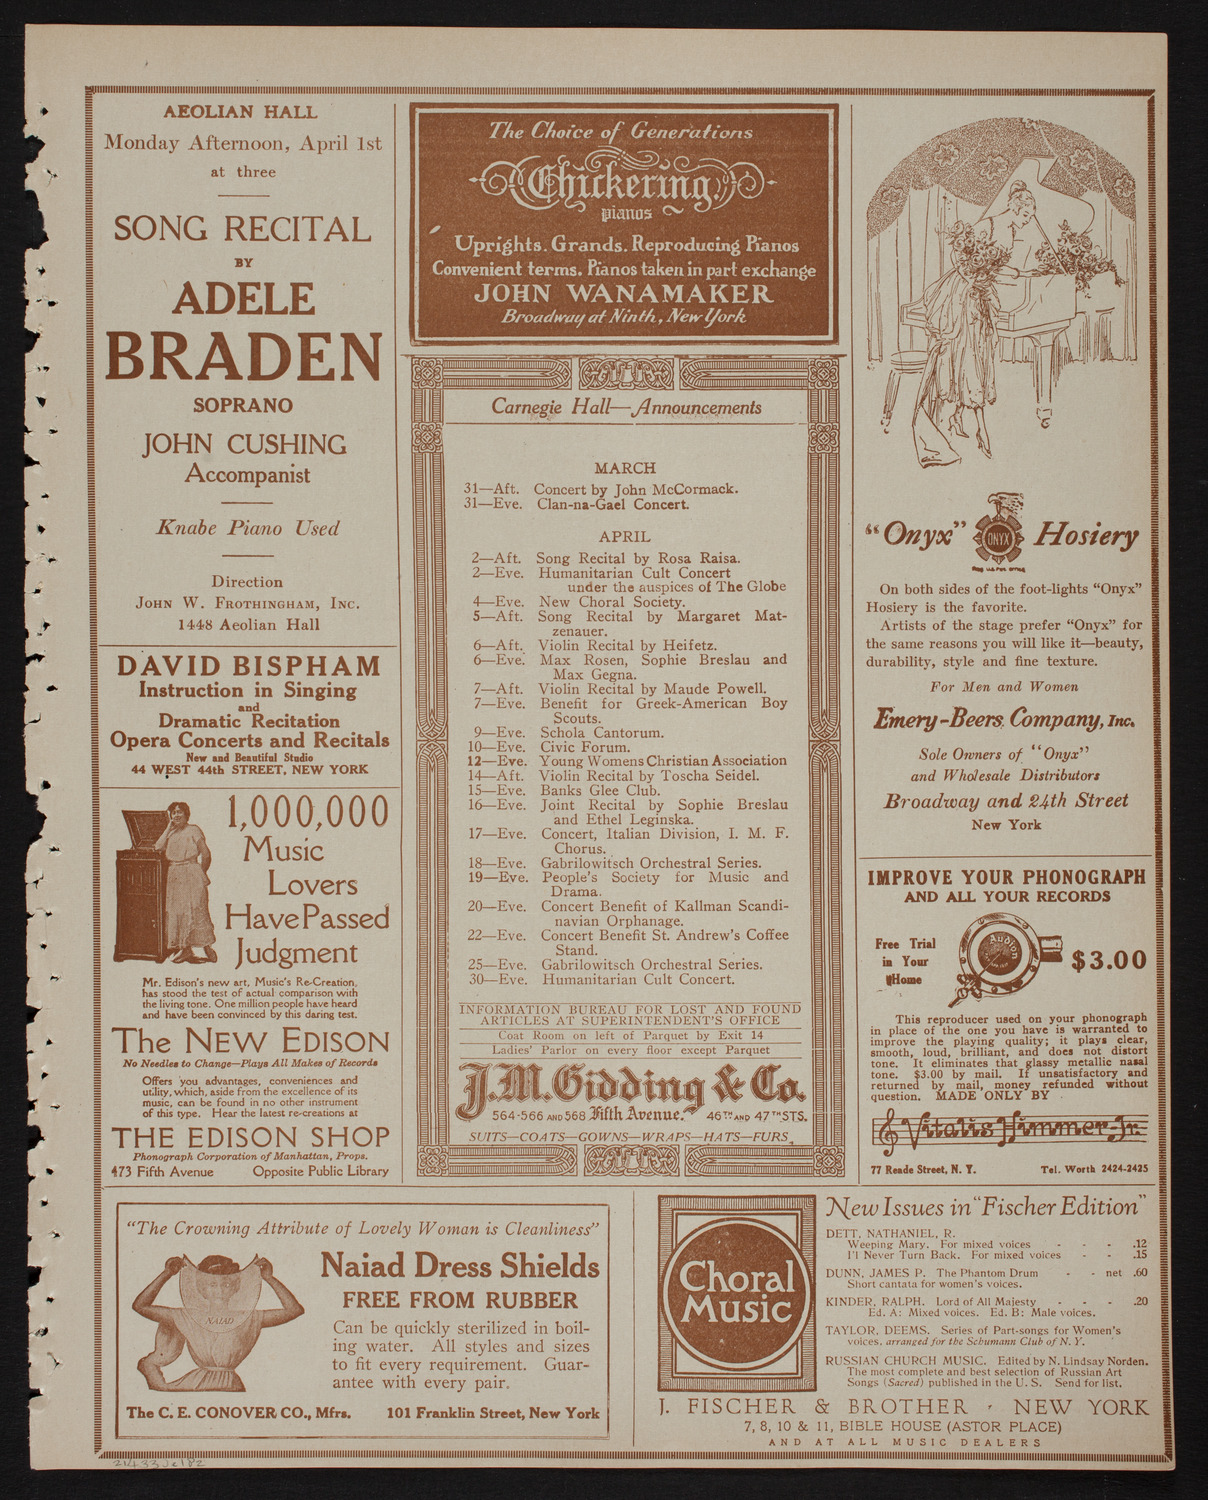 AEOLIAN HALL
Monday Afternoon, April 1st
at three
SONG RECITAL
BY
ADELE
BRADEN
SOPRANO
JOHN CUSHING
Accompanist
Knabe Piano Used
Direction
JOHN W. FROTHINGHAM, INC.
1448 Aeolian Hall
DAVID BISPHAM
Instruction in Singing
and
Dramatic Recitation
Opera Concerts and Recitals
New and Beautiful Studio
44 WEST 44th STREET, NEW YORK
1,000,000
Music
Lovers
Have Passed
Judgment
Mr. Edison's new art, Music's Re-Creation,
has stood the test of actual comparison with
the living tone. One million people have heard
and have been convinced by this daring test.
The NEW EDISON
No Needles to Change—Plays All Makes of Records
Offers you advantages, conveniences and
utility, which, aside from the excellence of its
music, can be found in no other instrument
of this type. Hear the latest re-creations at
THE EDISON SHOP
Phonograph Corporation of Manhattan, Props.
473 Fifth Avenue Opposite Public Library
The Choice of Generations
Chickering
pianos
Uprights. Grands. Reproducing Pianos
Convenient terms. Pianos taken in part exchange
JOHN WANAMAKER
Broadway at Ninth, New York
Carnegie Hall—Announcements
MARCH
31—Aft. Concert by John McCormack.
31—Eve. Clan-na-Gael Concert.
APRIL
2—Aft. Song Recital by Rosa Raisa.
2—Eve. Humanitarian Cult Concert
under the auspices of The Globe
4—Eve. New Choral Society.
5—Aft. Song Recital by Margaret Mat-
zenauer.
6—Aft. Violin Recital by Heifetz.
6—Eve. Max Rosen, Sophie Breslau and
Max Gegna.
7—Aft. Violin Recital by Maude Powell.
7—Eve. Benefit for Greek-American Boy
Scouts.
9—Eve. Schola Cantorum.
10—Eve. Civic Forum.
12—Eve. Young Womens Christian Association
14—Aft. Violin Recital by Toscha Seidel.
15—Eve. Banks Glee Club.
16—Eve. Joint Recital by Sophie Breslau
and Ethel Leginska.
17—Eve. Concert, Italian Division, I. M. F.
Chorus.
18—Eve. Gabrilowitsch Orchestral Series.
19—Eve. People's Society for Music and
Drama.
20—Eve. Concert Benefit of Kallman Scandi-
navian Orphanage.
22—Eve. Concert Benefit St. Andrew's Coffee
Stand.
25—Eve. Gabrilowitsch Orchestral Series.
30—Eve. Humanitarian Cult Concert.
INFORMATION BUREAU FOR LOST AND FOUND
ARTICLES AT SUPERINTENDENT'S OFFICE
Coat Room on left of Parquet by Exit 14
Ladies' Parlor on every floor except Parquet
J.M. Gidding & Co.
564-566 AND 568 Fifth Avenue. 46TH AND 47TH STS.
SUITS—COATS—GOWNS—WRAPS—HATS—FURS
"Onyx" ONYX Hosiery
On both sides of the foot-lights "Onyx"
Hosiery is the favorite.
Artists of the stage prefer "Onyx" for
the same reasons you will like it—beauty,
durability, style and fine texture.
For Men and Women
Emery-Beers Company, Inc.
Sole Owners of "Onyx"
and Wholesale Distributors
Broadway and 24th Street
New York
IMPROVE YOUR PHONOGRAPH
AND ALL YOUR RECORDS
Free Trial
in Your
Home
Audion
$3.00
This reproducer used on your phonograph
in place of the one you have is warranted to
improve the playing quality; it plays clear,
smooth, loud, brilliant, and does not distort
tone. It eliminates that glassy metallic nasal
tone. $3.00 by mail. If unsatisfactory and
returned by mail, money refunded without
question. MADE ONLY BY
Vitalis Himmer Jr.
77 Reade Street, N. Y. Tel. Worth 2424-2425
"The Crowning Attribute of Lovely Woman is Cleanliness"
NAIAD
Naiad Dress Shields
FREE FROM RUBBER
Can be quickly sterilized in boil-
ing water. All styles and sizes
to fit every requirement. Guar-
antee with every pair.
The C. E. CONOVER CO., Mfrs. 101 Franklin Street, New York
Choral
Music
New Issues in "Fischer Edition"
DETT, NATHANIEL, R.
Weeping Mary. For mixed voices - - - .12
I'l Never Turn Back. For mixed voices - - .15
DUNN, JAMES P. The Phantom Drum - - net .60
Short cantata for women's voices.
KINDER, RALPH. Lord of All Majesty - - - .20
Ed. A: Mixed voices. Ed. B: Male voices.
TAYLOR, DEEMS. Series of Part-songs for Women's
voices. arranged for the Schumann Club of N. Y.
RUSSIAN CHURCH MUSIC. Edited by N. Lindsay Norden.
The most complete and best selection of Russian Art
Songs (Sacred) published in the U. S. Send for list.
J. FISCHER & BROTHER NEW YORK
7, 8, 10 & 11, BIBLE HOUSE (ASTOR PLACE)
AND AT ALL MUSIC DEALERS